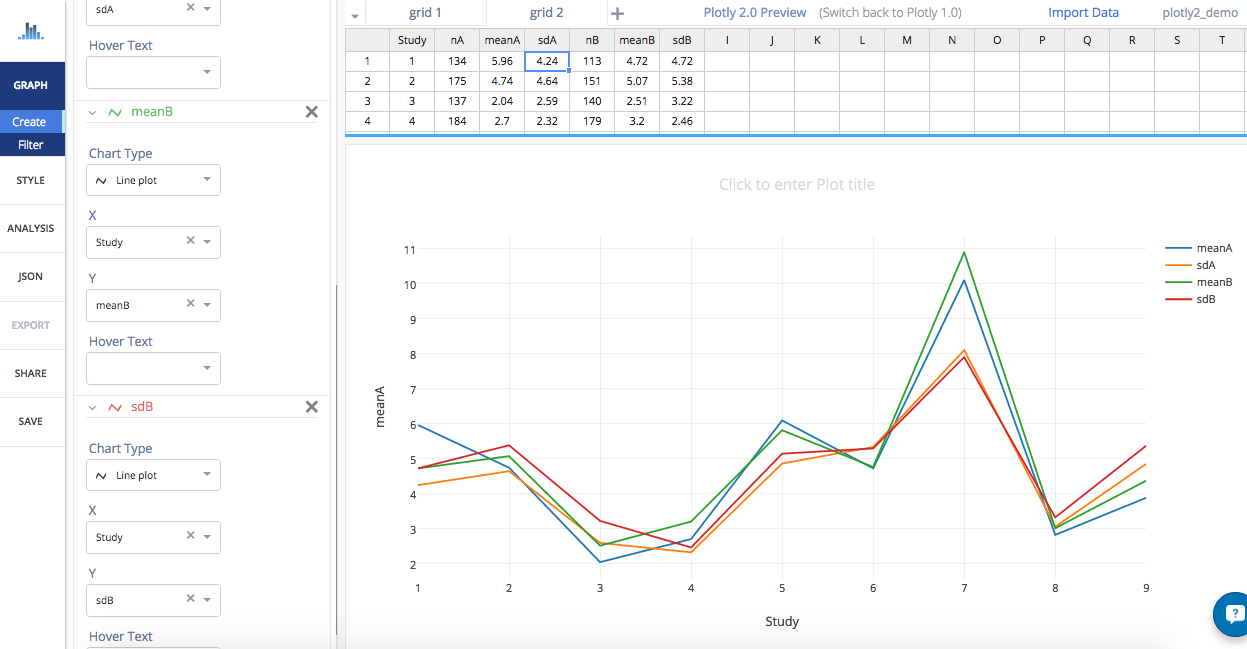 GRAPH
Create
Filter
STYLE
ANALYSIS
JSON
EXPORT
SHARE
SAVE
sdA
Hover Text
meanB
Chart Type
Line plot
X
Study
Y
meanB
Hover Text
sdB
Chart Type
Line plot
X
Study
Y
sdB
Hover Text
grid 1 grid 2 + Plotly 2.0 Preview (Switch back to Plotly 1.0) Import Data plotly2_demo
Study nA meanA sdA nB meanB sdB I J K L M N O P Q R S T
1 1 134 5.96 4.24 113 4.72 4.72
2 2 175 4.74 4.64 151 5.07 5.38
3 3 137 2.04 2.59 140 2.51 3.22
4 4 184 2.7 2.32 179 3.2 2.46
Click to enter Plot title
meanA
sdA
meanB
sdB
11
10
9
8
7
6
5
4
3
2
meanA
1 2 3 4 5 6 7 8 9
Study
?